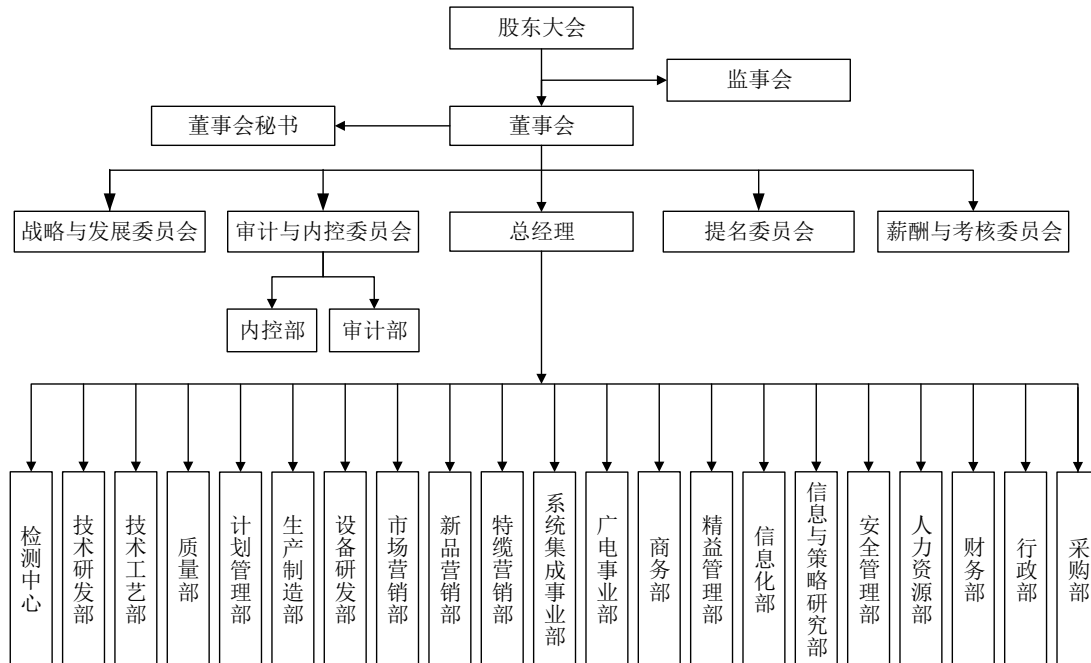 股东大会
监事会
董事会秘书
董事会
战略与发展委员会
审计与内控委员会
总经理
提名委员会
薪酬与考核委员会
内控部
审计部
检测中心
技术研发部
技术工艺部
质量部
计划管理部
生产制造部
设备研发部
市场营销部
新品营销部
特缆营销部
系统集成事业部
广电事业部
商务部
精益管理部
信息化部
信息与策略研究部
安全管理部
人力资源部
财务部
行政部
采购部